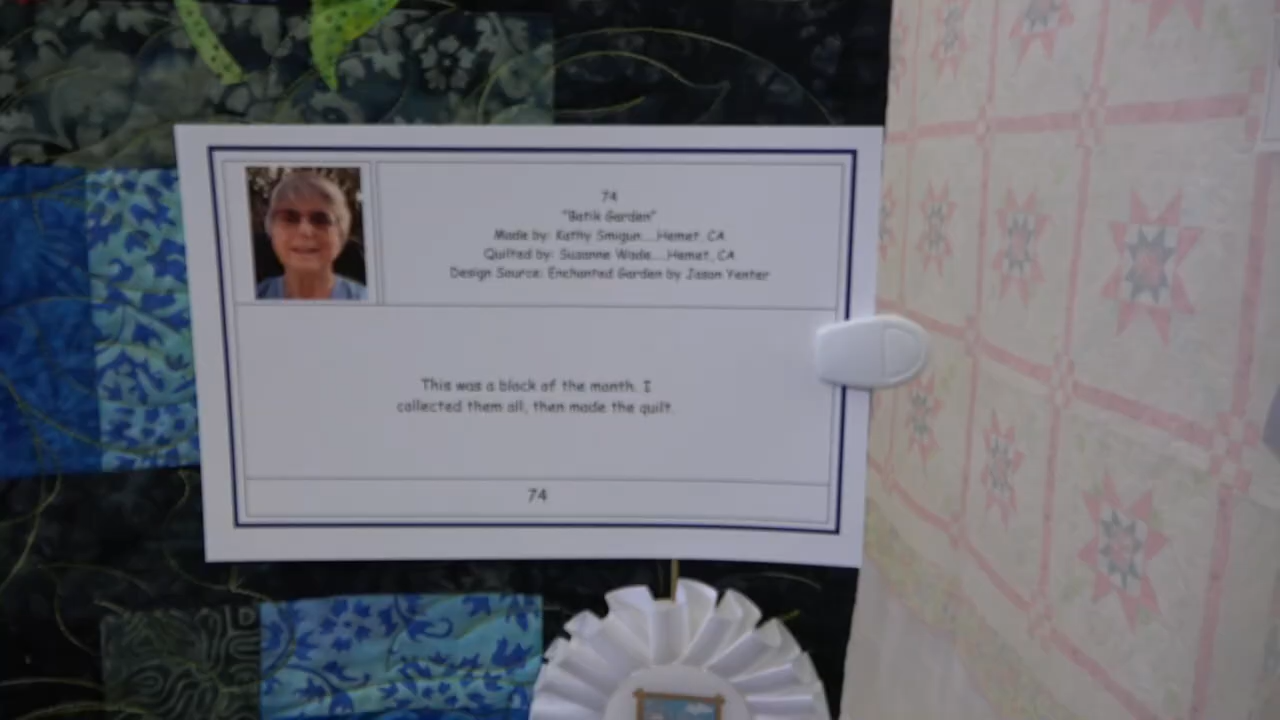 74
"Batik Garden"
Made by: Kathy Smigun....Hemet, CA
Quilted by: Suzanne Wade....Hemet, CA
Design Source: Enchanted Garden by Jason Yenter
This was a block of the month. I
collected them all, then made the quilt.
74